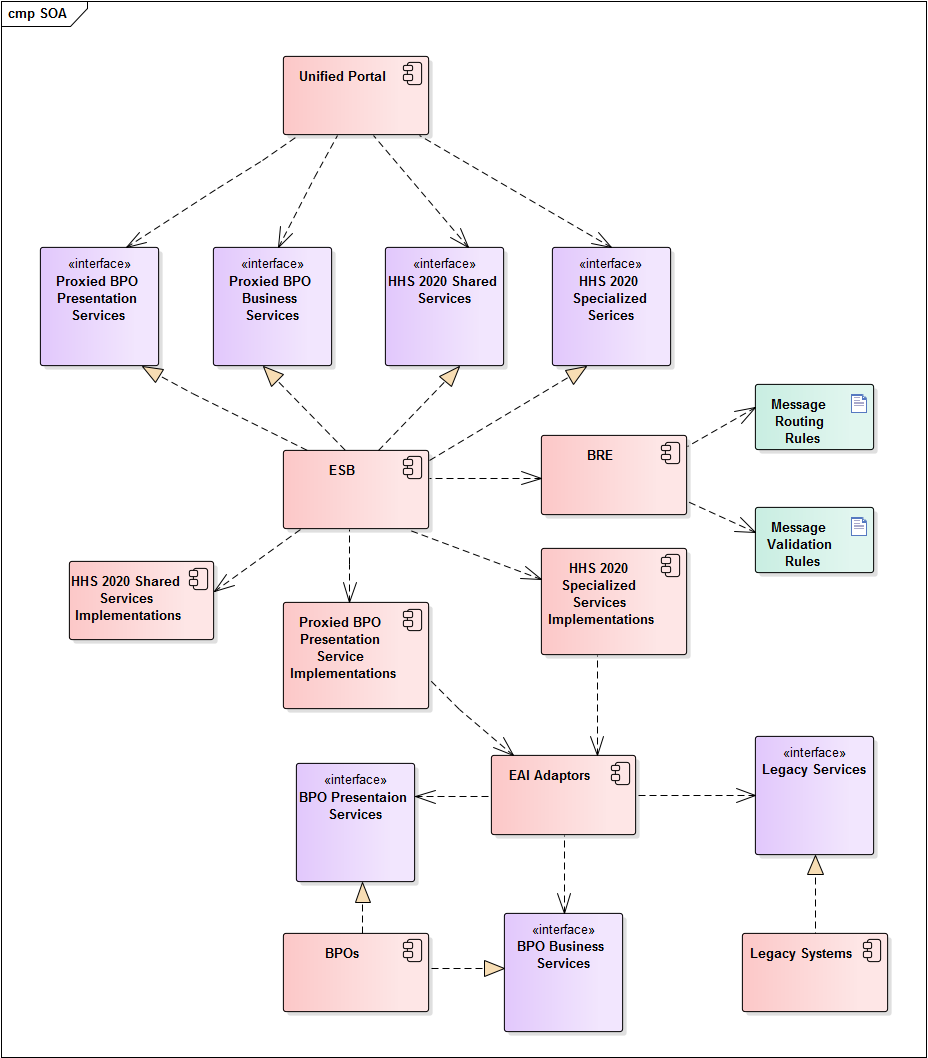 cmp SOA
Unified Portal
«interface»
Proxied BPO
Presentation
Services
«interface»
Proxied BPO
Business
Services
«interface»
HHS 2020 Shared
Services
«interface»
HHS 2020
Specialized
Serices
Message
Routing
Rules
BRE
ESB
Message
Validation
Rules
HHS 2020 Shared
Services
Implementations
HHS 2020
Specialized
Services
Implementations
Proxied BPO
Presentation
Service
Implementations
«interface»
Legacy Services
EAI Adaptors
«interface»
BPO Presentaion
Services
BPOs
«interface»
BPO Business
Services
Legacy Systems